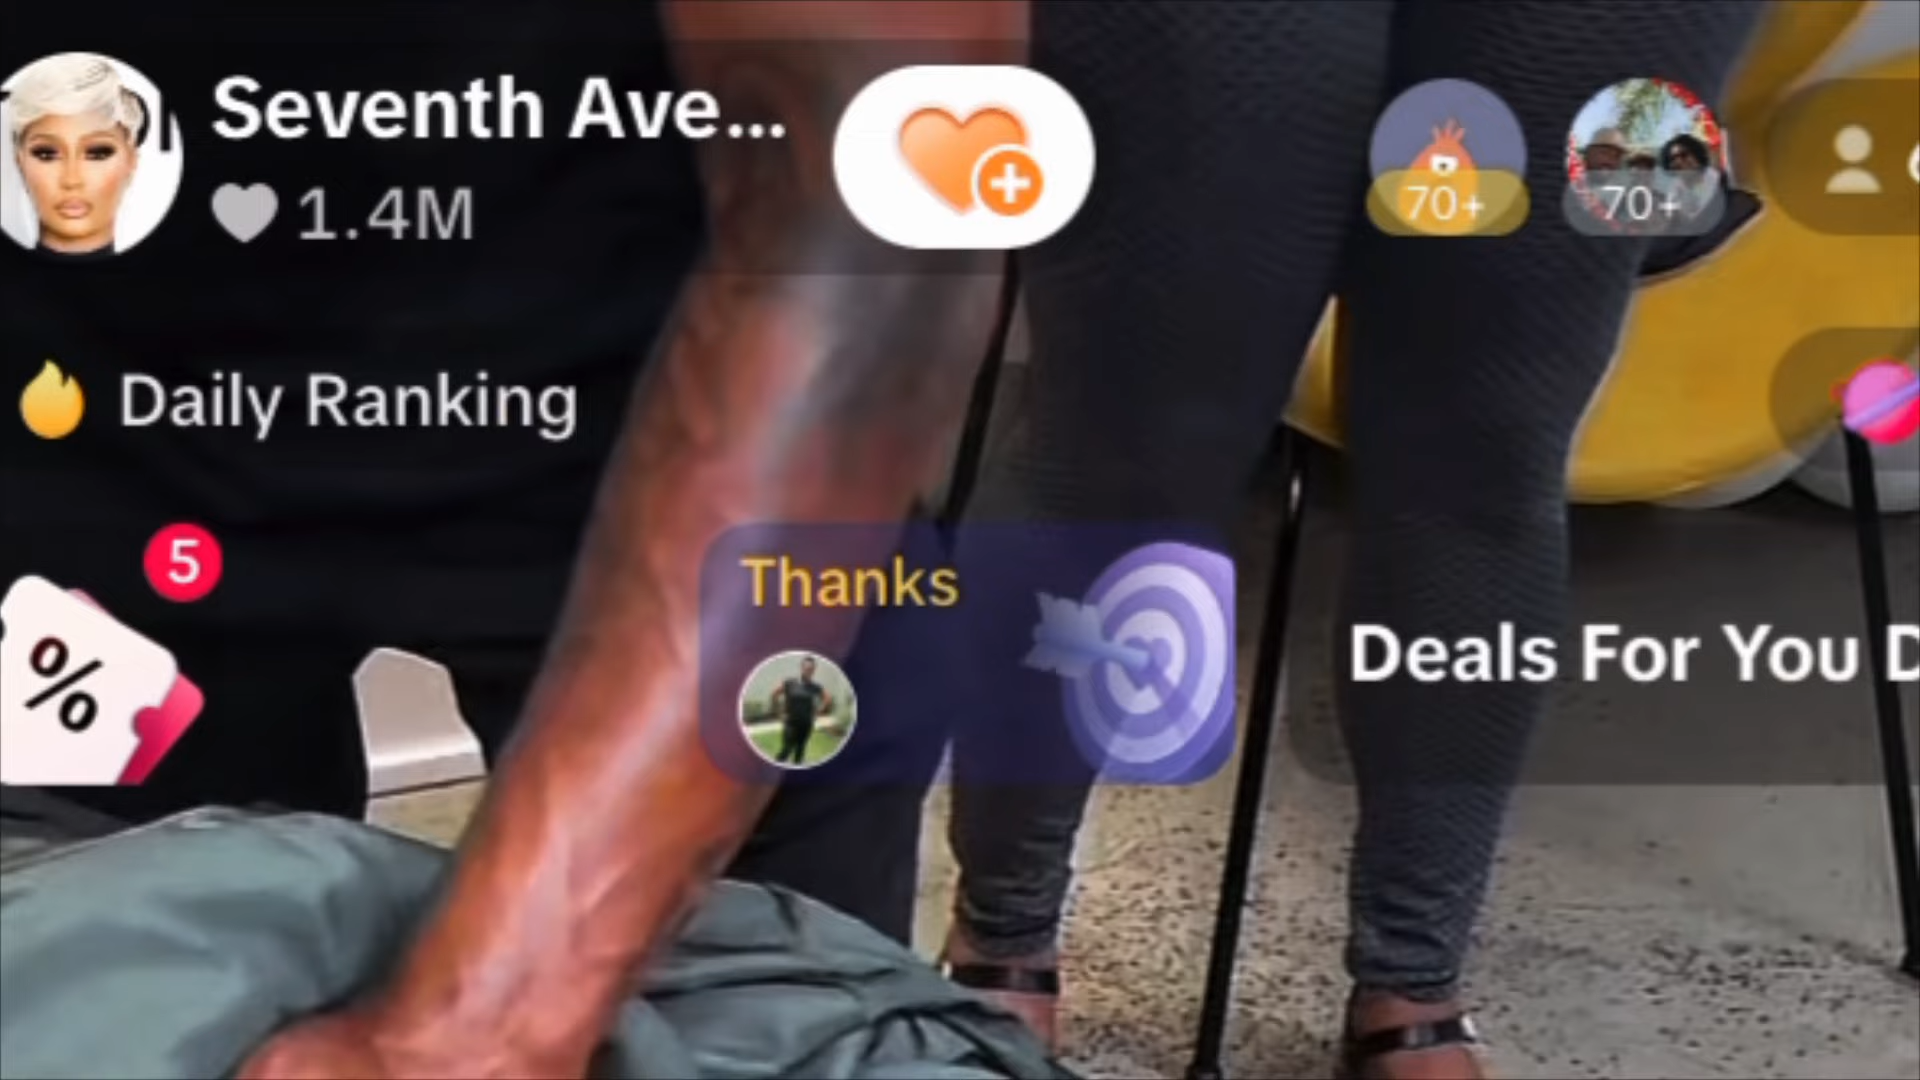 Seventh Ave...
1.4M
70+
70+
Daily Ranking
5
%
Thanks
Deals For You